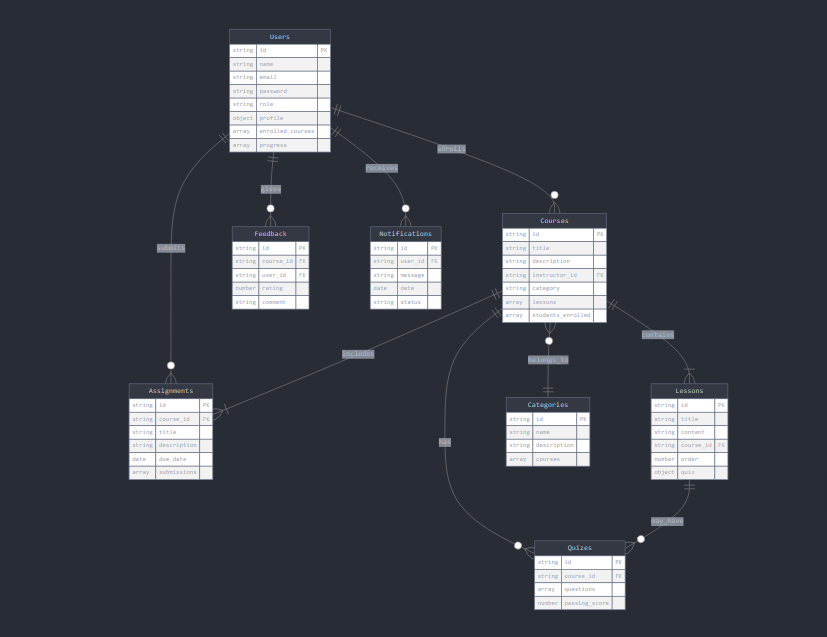 Users
string id PK
string name
string email
string password
string role
object profile
array enrolled_courses
array progress
enrolls
receives
gives
submits
Feedback
string id PK
string course_id FK
string user_id FK
number rating
string comment
Notifications
string id PK
string user_id FK
string message
date date
string status
Courses
string id PK
string title
string description
string instructor_id FK
string category
array lessons
array students_enrolled
includes
belongs_to
contains
has
Assignments
string id PK
string course_id FK
string title
string description
date due_date
array submissions
Categories
string id PK
string name
string description
array courses
Lessons
string id PK
string title
string content
string course_id FK
number order
object quiz
may_have
Quizes
string id PK
string course_id FK
array questions
number passing_score